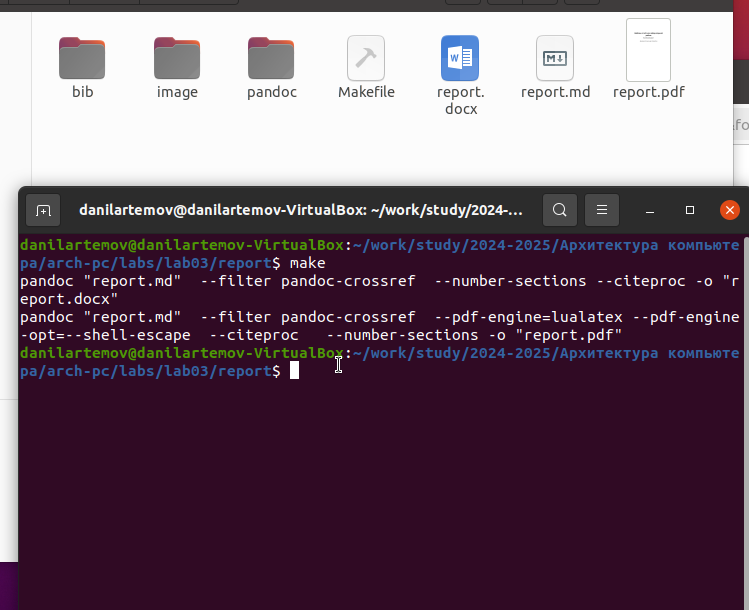 bib
image
pandoc
Makefile
report.
docx
report.md
report.pdf
danilartemov@danilartemov-VirtualBox: ~/work/study/2024-...
danilartemov@danilartemov-VirtualBox:~/work/study/2024-2025/Архитектура компьюте
ра/arch-pc/labs/lab03/report$ make
pandoc "report.md"  --filter pandoc-crossref  --number-sections --citeproc -o "r
eport.docx"
pandoc "report.md"  --filter pandoc-crossref  --pdf-engine=lualatex --pdf-engine
-opt=--shell-escape  --citeproc   --number-sections -o "report.pdf"
danilartemov@danilartemov-VirtualBox:~/work/study/2024-2025/Архитектура компьюте
ра/arch-pc/labs/lab03/report$